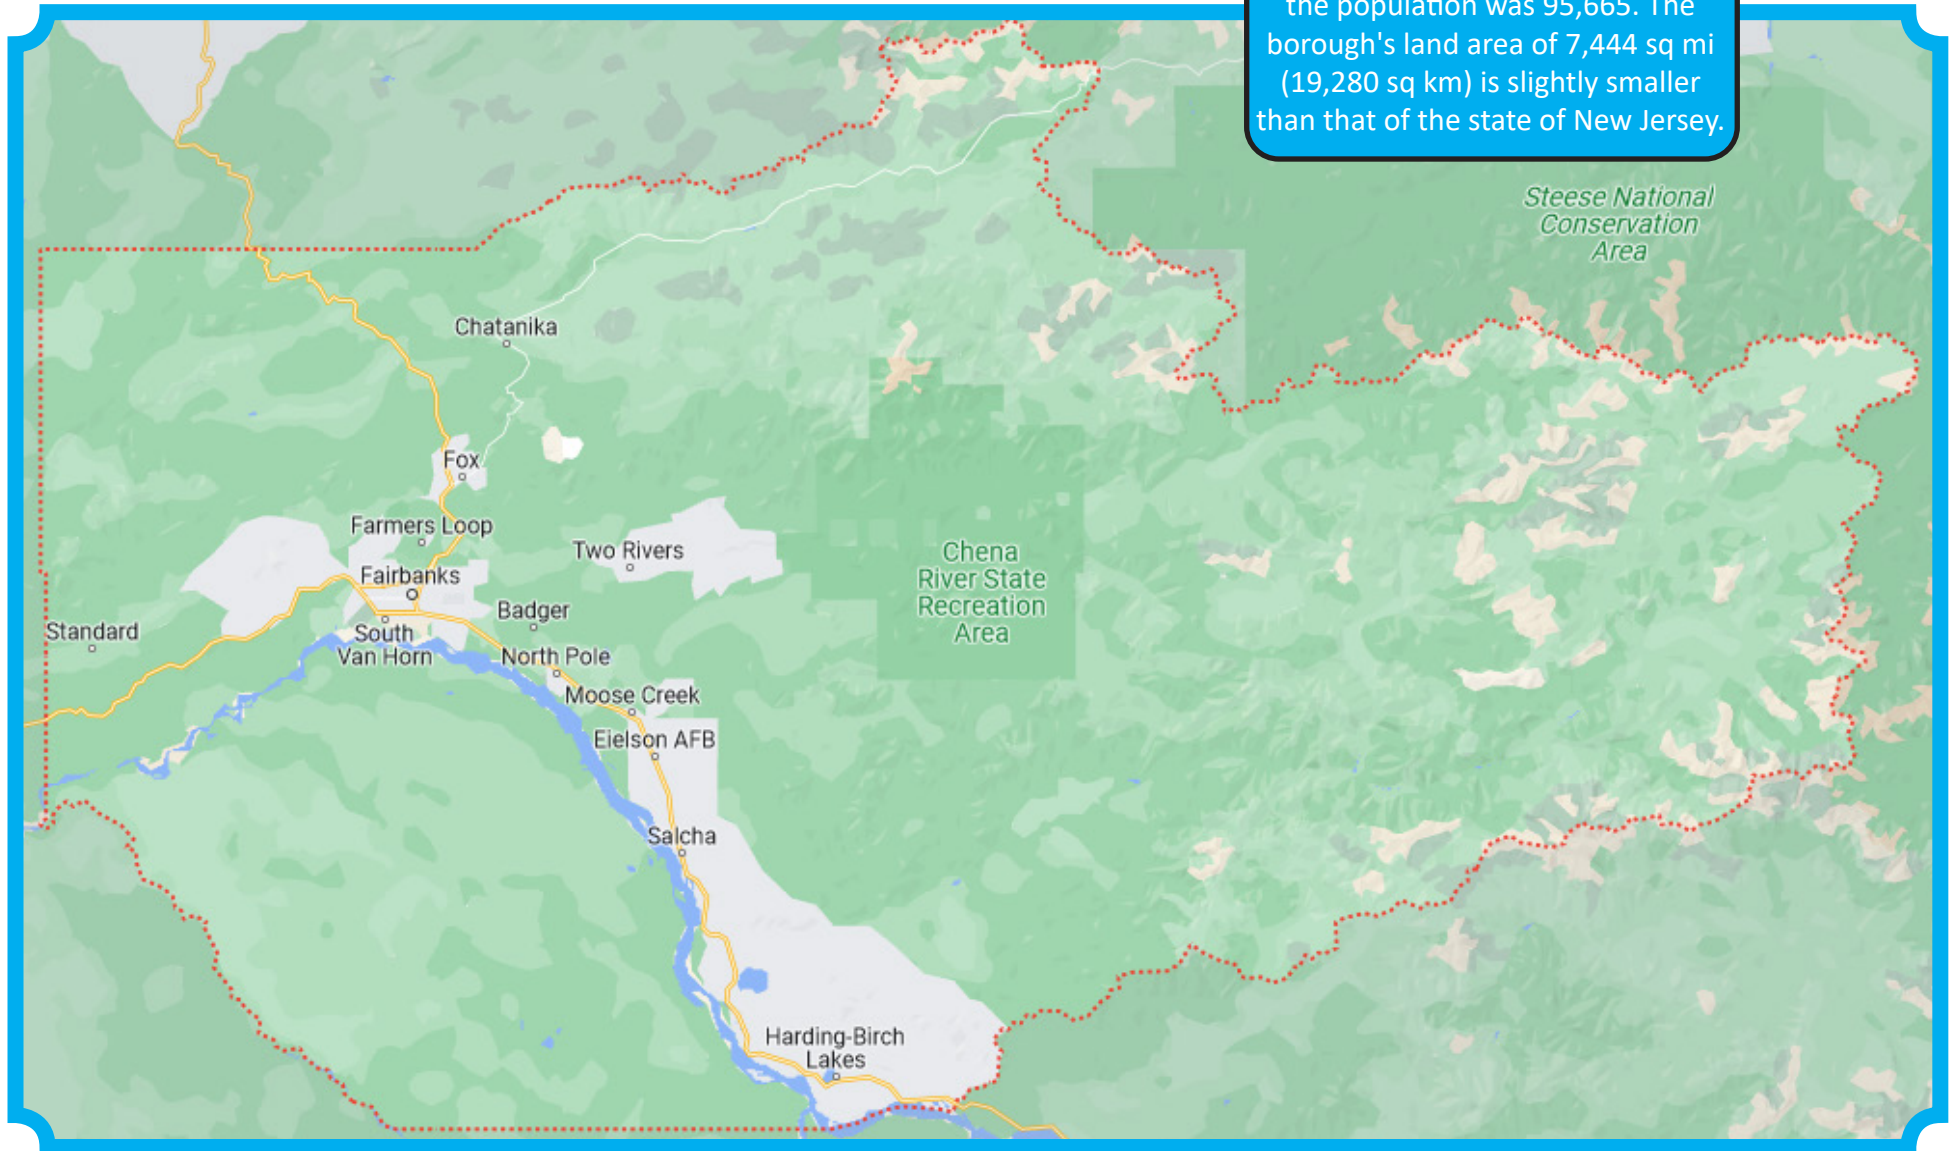 the population was 95,665. The
borough's land area of 7,444 sq mi
(19,280 sq km) is slightly smaller
than that of the state of New Jersey.
Steese National
Conservation
Area
Chatanika
Fox
Farmers Loop
Two Rivers
Fairbanks
Chena
River State
Recreation
Area
Badger
Standard
South
Van Horn
North Pole
Moose Creek
Eielson AFB
Salcha
Harding-Birch
Lakes